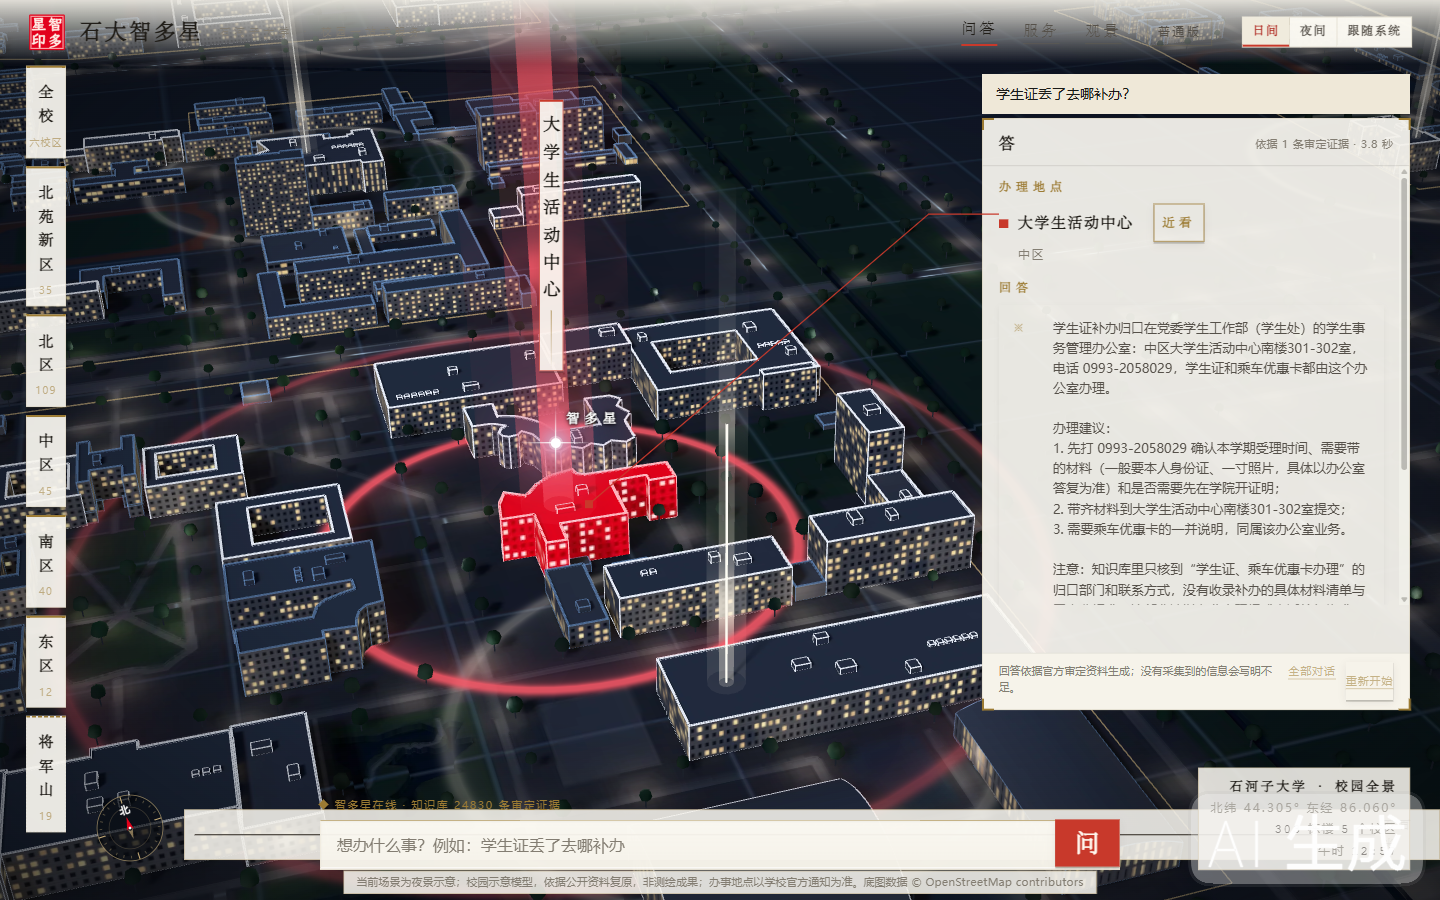 星智
印多
石大智多星
问答
服务
观景
普通版
日间
夜间
跟随系统
全校
六校区
北苑新区
35
北区
109
中区
45
南区
40
东区
12
将军山
19
大学生活动中心
智多星
北
学生证丢了去哪补办？
答
依据 1 条审定证据 · 3.8 秒
办理地点
大学生活动中心
近看
中区
回答
※
学生证补办归口在党委学生工作部（学生处）的学生事
务管理办公室：中区大学生活动中心南楼301-302室，
电话 0993-2058029，学生证和乘车优惠卡都由这个办
公室办理。
办理建议：
1. 先打 0993-2058029 确认本学期受理时间、需要带
的材料（一般要本人身份证、一寸照片，具体以办公室
答复为准）和是否需要先在学院开证明；
2. 带齐材料到大学生活动中心南楼301-302室提交；
3. 需要乘车优惠卡的一并说明，同属该办公室业务。
注意：知识库里只核到“学生证、乘车优惠卡办理”的
归口部门和联系方式，没有收录补办的具体材料清单与
回答依据官方审定资料生成；没有采集到的信息会写明不
足。
全部对话
重新开始
石河子大学 · 校园全景
北纬 44.305° 东经 86.060°
AI 生成
智多星在线 · 知识库 24830 条审定证据
想办什么事？例如：学生证丢了去哪补办
问
当前场景为夜景示意；校园示意模型，依据公开资料复原，非测绘成果；办事地点以学校官方通知为准。底图数据 © OpenStreetMap contributors